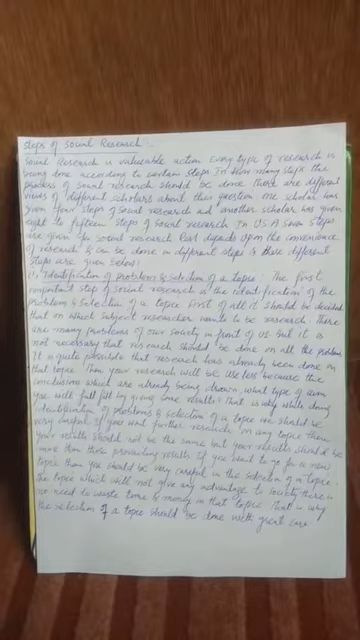 Steps of Social Research :
Social Research is valueable action Every type of research is
being done according to certain steps In how many steps the
process of social research should be done There are different
views of different scholars about this question One scholar has
given four steps of social research and another scholar has given
eight to fifteen steps of social research In U.S.A seven steps
are given In social research depends upon the convenience
of research & can be done in different steps & these different
steps are given below:
Identification of problems & selection of a topic: The first
important step of social research is the identification of the
problems & selection of a topic First of all it should be decided
that on which subject researcher wants to be research. There
are many problems of our society in front of us. But it is
not necessary that research should be done on all the problems
It is quite possible that research has already been done on
that topic. Then your research will be useless because the
conclusions which are already being drawn what type of
you will full fill by giving some results. That is why while doing
identification of problems & selection of a topic we should be
very careful If you want further research on any topic then
your results should not be the same but your results should be
more than those results If you want to go for a new
topic then you should be very careful in the selection of a topic.
The topic which will not give any advantage to society there is
no need to waste time & money on that topic That is why
the selection of a topic should be done with great care